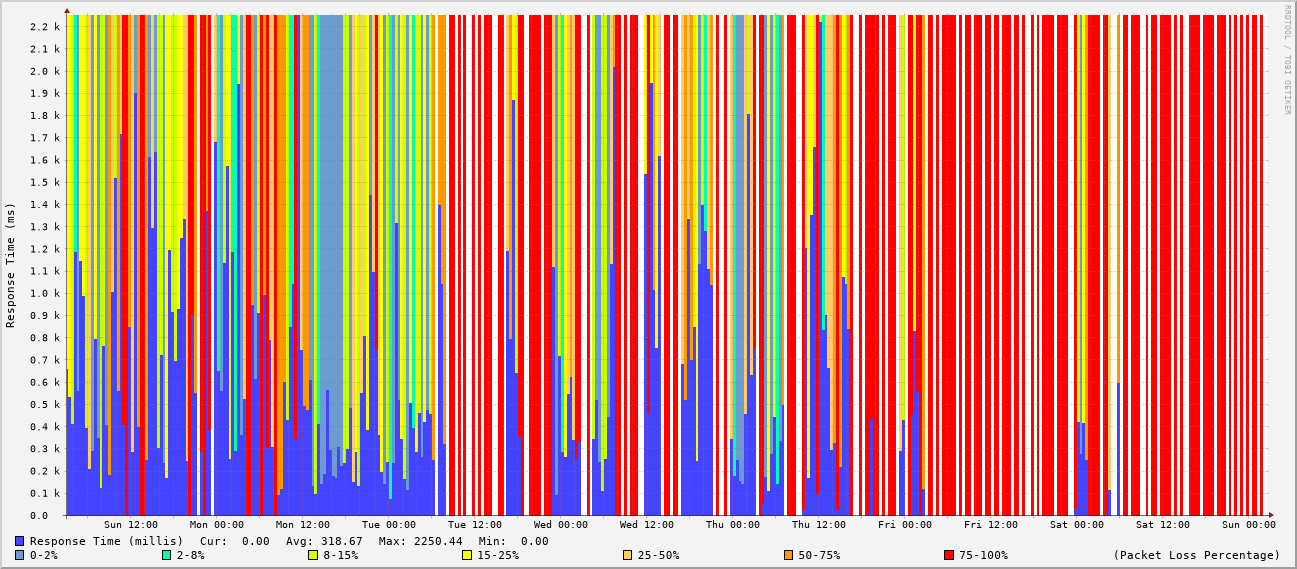 RRDTOOL / TOBI OETIKER
Response Time (ms)
2.2 k
2.1 k
2.0 k
1.9 k
1.8 k
1.7 k
1.6 k
1.5 k
1.4 k
1.3 k
1.2 k
1.1 k
1.0 k
0.9 k
0.8 k
0.7 k
0.6 k
0.5 k
0.4 k
0.3 k
0.2 k
0.1 k
0.0
Sun 12:00 Mon 00:00 Mon 12:00 Tue 00:00 Tue 12:00 Wed 00:00 Wed 12:00 Thu 00:00 Thu 12:00 Fri 00:00 Fri 12:00 Sat 00:00 Sat 12:00 Sun 00:00
Response Time (millis) Cur: 0.00 Avg: 318.67 Max: 2250.44 Min: 0.00
0-2% 2-8% 8-15% 15-25% 25-50% 50-75% 75-100% (Packet Loss Percentage)